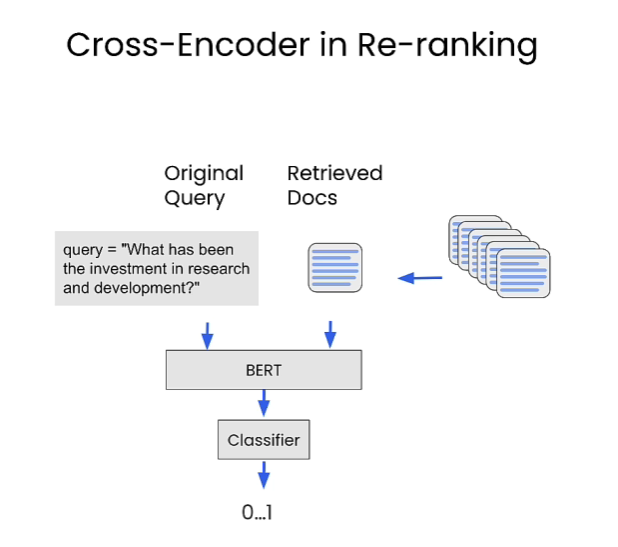 Cross-Encoder in Re-ranking
Original
Query
Retrieved
Docs
query = "What has been
the investment in research
and development?"
BERT
Classifier
0...1